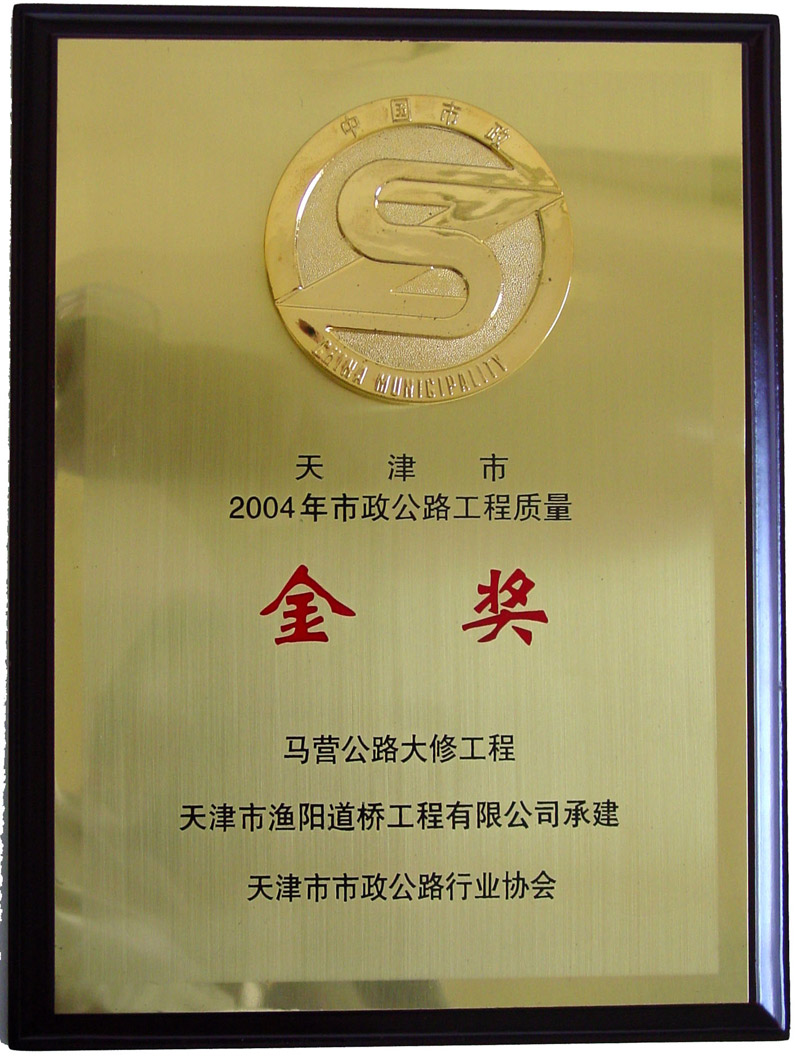 中国市政
CHINA MUNICIPALITY
天津市
2004年市政公路工程质量
金奖
马营公路大修工程
天津市渔阳道桥工程有限公司承建
天津市市政公路行业协会